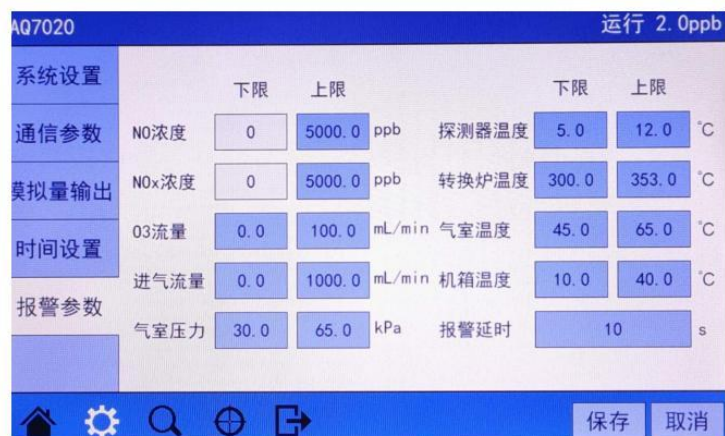 AQ7020 运行 2.0ppb
系统设置
通信参数
模拟量输出
时间设置
报警参数
下限 上限 下限 上限
NO浓度 0 5000.0 ppb 探测器温度 5.0 12.0 °C
NOx浓度 0 5000.0 ppb 转换炉温度 300.0 353.0 °C
O3流量 0.0 100.0 mL/min 气室温度 45.0 65.0 °C
进气流量 0.0 1000.0 mL/min 机箱温度 10.0 40.0 °C
气室压力 30.0 65.0 kPa 报警延时 10 s
保存 取消